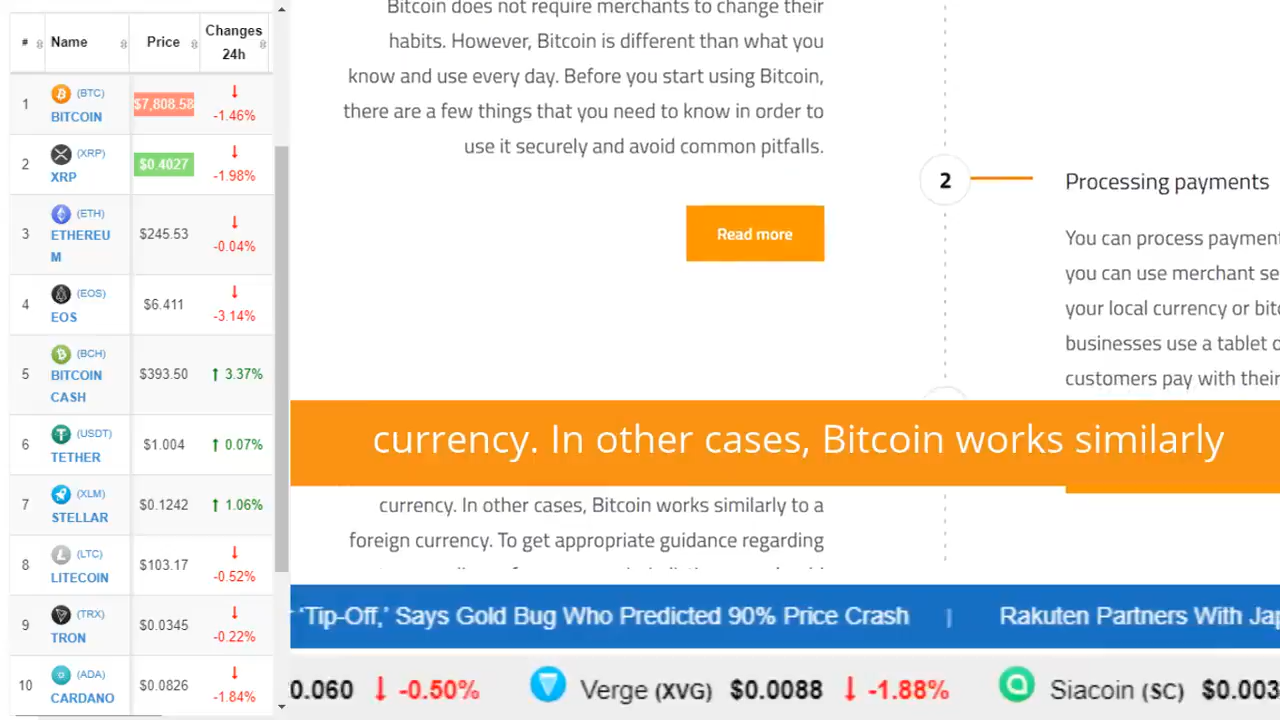 # Name Price Changes
24h
1 (BTC)
BITCOIN $7,808.58 -1.46%
2 (XRP)
XRP $0.4027 -1.98%
3 (ETH)
ETHEREU
M $245.53 -0.04%
4 (EOS)
EOS $6.411 -3.14%
5 (BCH)
BITCOIN
CASH $393.50 3.37%
6 (USDT)
TETHER $1.004 0.07%
7 (XLM)
STELLAR $0.1242 1.06%
8 (LTC)
LITECOIN $103.17 -0.52%
9 (TRX)
TRON $0.0345 -0.22%
10 (ADA)
CARDANO $0.0826 -1.84%
Bitcoin does not require merchants to change their
habits. However, Bitcoin is different than what you
know and use every day. Before you start using Bitcoin,
there are a few things that you need to know in order to
use it securely and avoid common pitfalls.
Read more
2
Processing payments
You can process payment
you can use merchant se
your local currency or bit
businesses use a tablet
customers pay with their
currency. In other cases, Bitcoin works similarly
currency. In other cases, Bitcoin works similarly to a
foreign currency. To get appropriate guidance regarding
'Tip-Off,' Says Gold Bug Who Predicted 90% Price Crash | Rakuten Partners With Jap
0.060 -0.50% Verge (XVG) $0.0088 -1.88% Siacoin (SC) $0.003